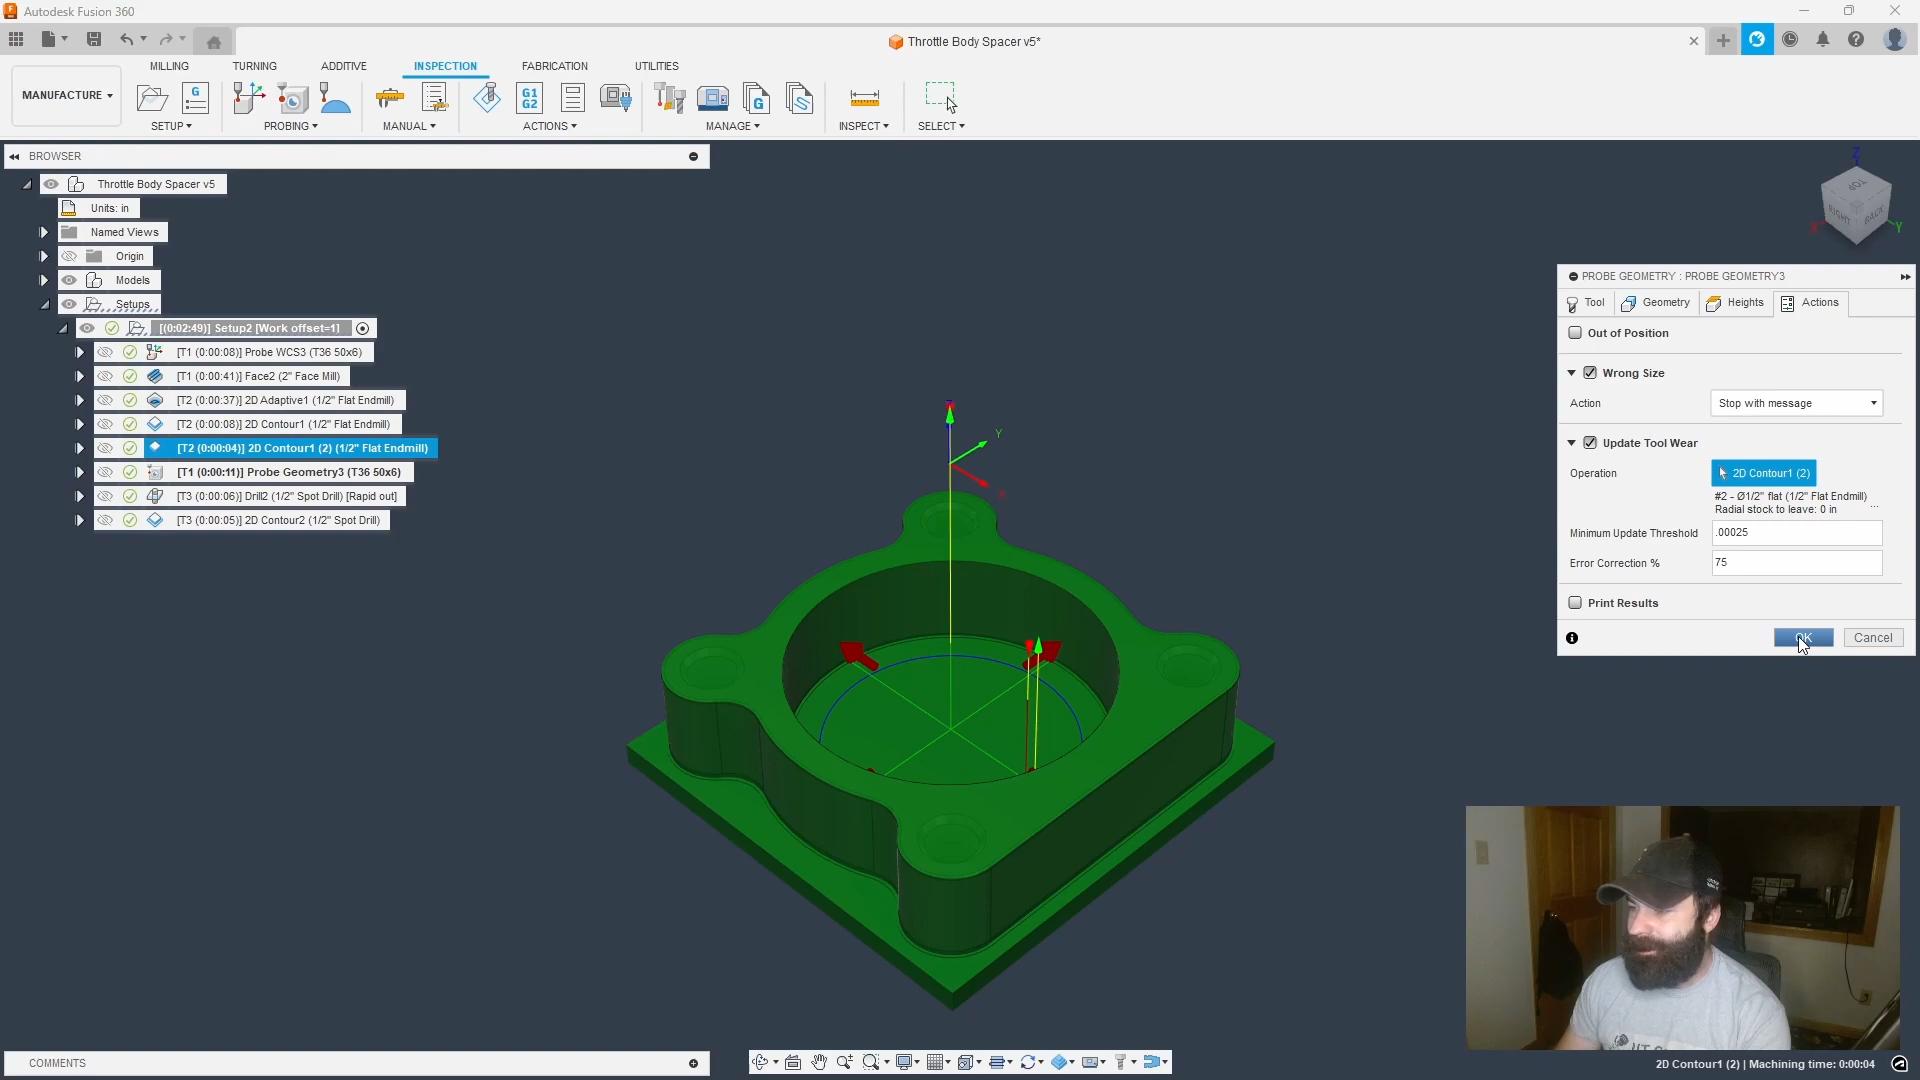 Autodesk Fusion 360
Throttle Body Spacer v5*
MANUFACTURE
MILLING
TURNING
ADDITIVE
INSPECTION
FABRICATION
UTILITIES
SETUP
PROBING
MANUAL
ACTIONS
MANAGE
INSPECT
SELECT
G
G1
G2
G
BROWSER
Throttle Body Spacer v5
Units: in
Named Views
Origin
Models
Setups
[(0:02:49)] Setup2 [Work offset=1]
[T1 (0:00:08)] Probe WCS3 (T36 50x6)
[T1 (0:00:41)] Face2 (2" Face Mill)
[T2 (0:00:37)] 2D Adaptive1 (1/2" Flat Endmill)
[T2 (0:00:08)] 2D Contour1 (1/2" Flat Endmill)
[T2 (0:00:04)] 2D Contour1 (2) (1/2" Flat Endmill)
[T1 (0:00:11)] Probe Geometry3 (T36 50x6)
[T3 (0:00:06)] Drill2 (1/2" Spot Drill) [Rapid out]
[T3 (0:00:05)] 2D Contour2 (1/2" Spot Drill)
Z
TOP
RIGHT
BACK
X
Y
Y
X
PROBE GEOMETRY : PROBE GEOMETRY3
Tool
Geometry
Heights
Actions
Out of Position
Wrong Size
Action
Stop with message
Update Tool Wear
Operation
2D Contour1 (2)
#2 - Ø1/2" flat (1/2" Flat Endmill)
Radial stock to leave: 0 in
...
Minimum Update Threshold
.00025
Error Correction %
75
Print Results
OK
Cancel
COMMENTS
2D Contour1 (2) | Machining time: 0:00:04